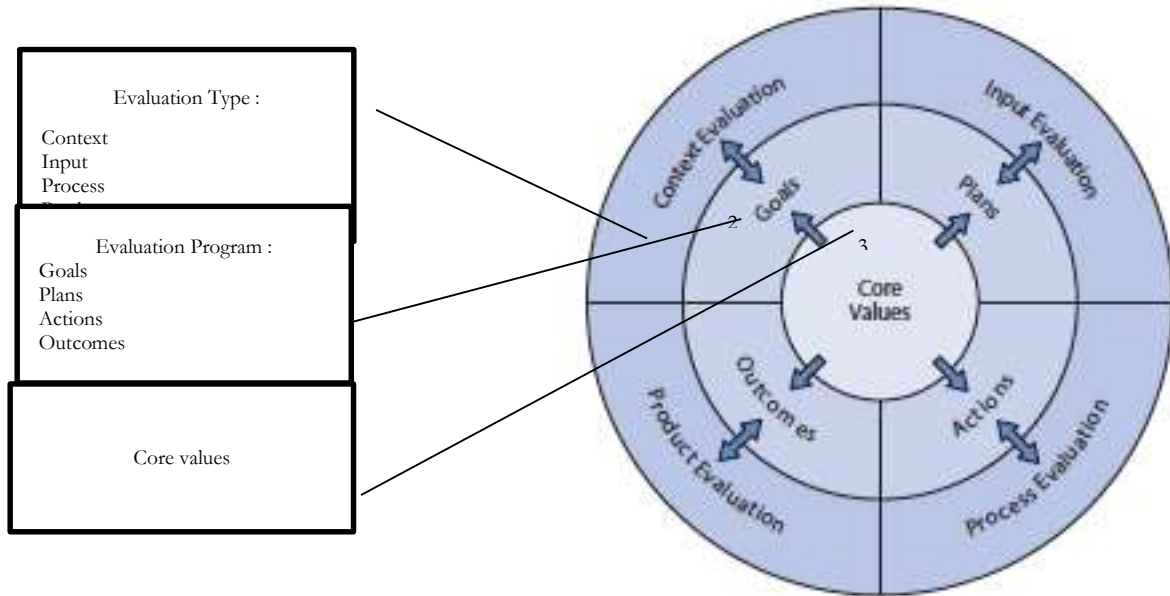 Evaluation Type :
Context
Input
Process
Evaluation Program :
Goals
Plans
Actions
Outcomes
Core values
Context Evaluation
Input Evaluation
Goals
Plans
2
3
Core
Values
Outcomes
Actions
Product Evaluation
Process Evaluation